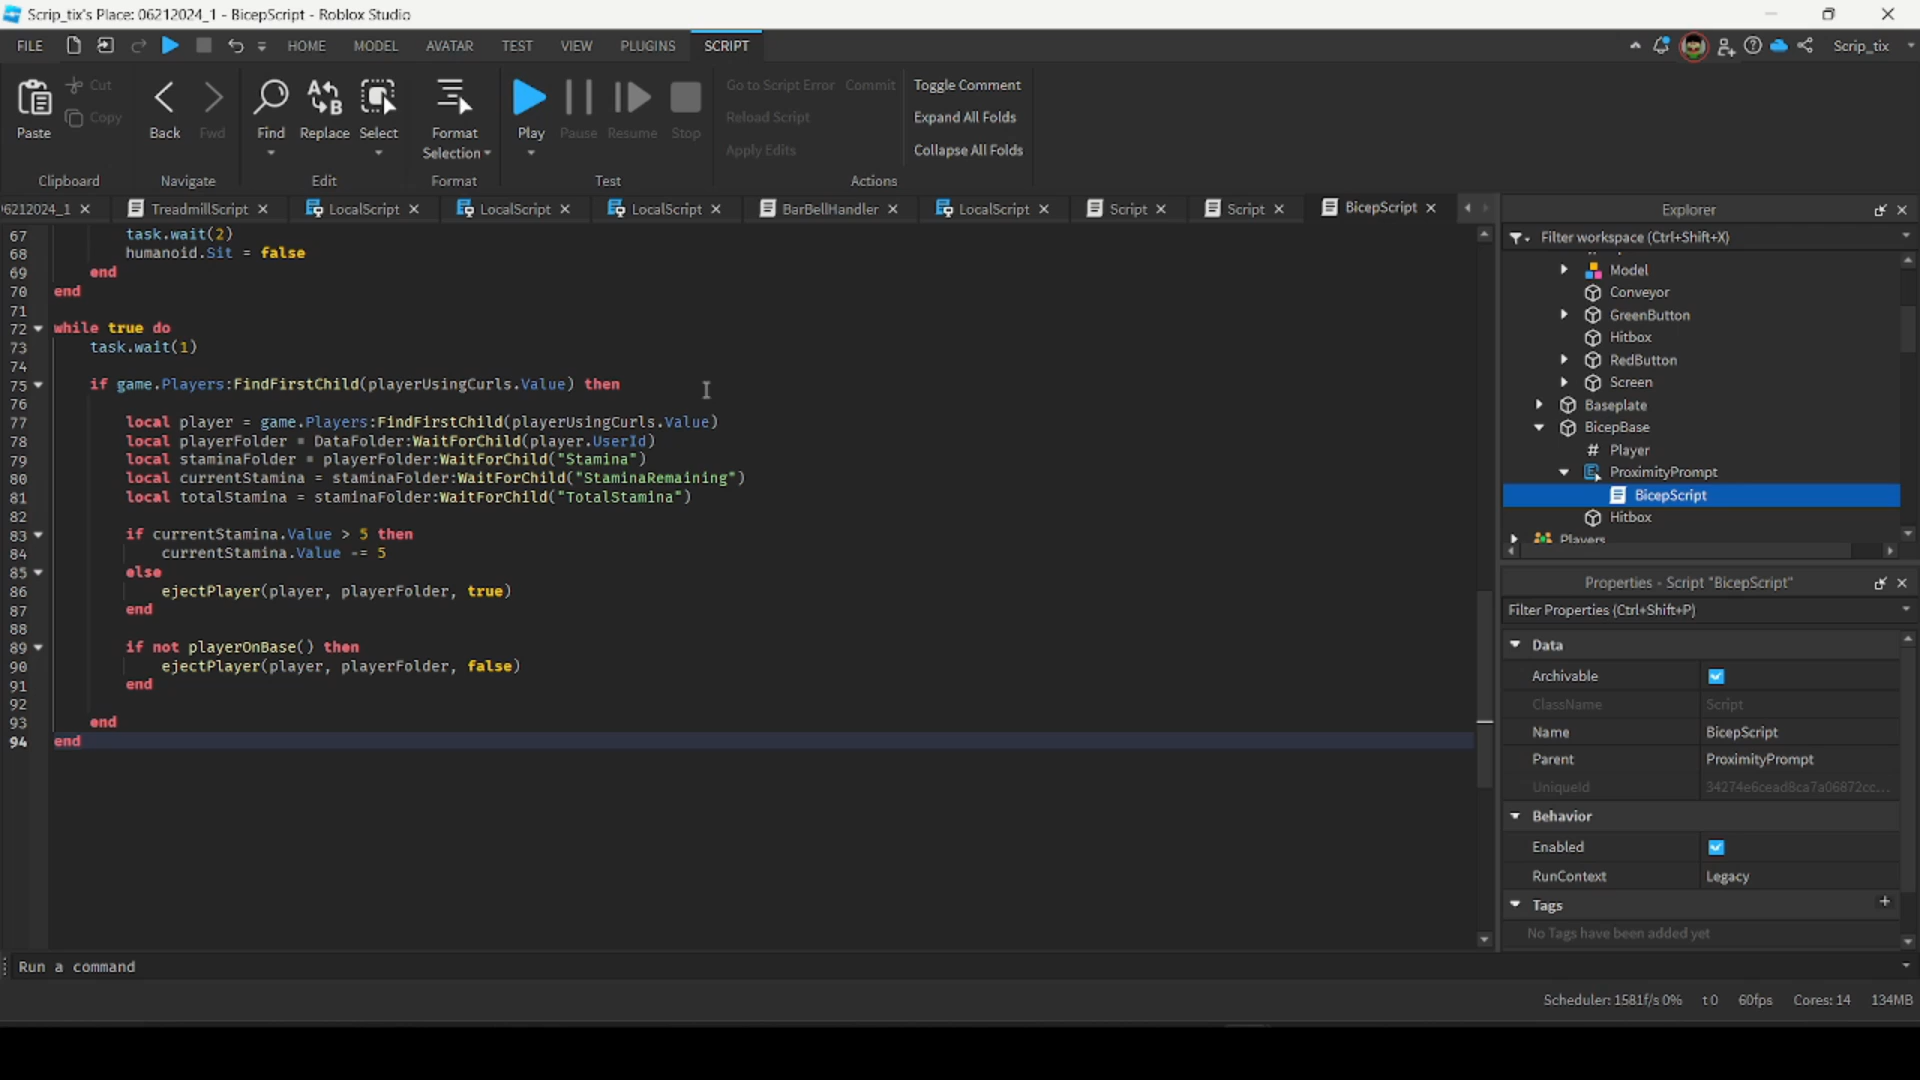 Scrip_tix's Place: 06212024_1 - BicepScript - Roblox Studio
FILE HOME MODEL AVATAR TEST VIEW PLUGINS SCRIPT Scrip_tix
Paste Cut Copy Back Fwd Find Replace Select Format Selection Play Pause Resume Stop
Go to Script Error Commit Toggle Comment
Reload Script Expand All Folds
Apply Edits Collapse All Folds
Clipboard Navigate Edit Format Test Actions
06212024_1 TreadmillScript LocalScript LocalScript LocalScript BarBellHandler LocalScript Script Script BicepScript
67 task.wait(2)
68 humanoid.Sit = false
69 end
70 end
71
72 while true do
73 task.wait(1)
74
75 if game.Players:FindFirstChild(playerUsingCurls.Value) then
76
77 local player = game.Players:FindFirstChild(playerUsingCurls.Value)
78 local playerFolder = DataFolder:WaitForChild(player.UserId)
79 local staminaFolder = playerFolder:WaitForChild("Stamina")
80 local currentStamina = staminaFolder:WaitForChild("StaminaRemaining")
81 local totalStamina = staminaFolder:WaitForChild("TotalStamina")
82
83 if currentStamina.Value > 5 then
84 currentStamina.Value -= 5
85 else
86 ejectPlayer(player, playerFolder, true)
87 end
88
89 if not playerOnBase() then
90 ejectPlayer(player, playerFolder, false)
91 end
92
93 end
94 end
Explorer
Filter workspace (Ctrl+Shift+X)
Model
Conveyor
GreenButton
Hitbox
RedButton
Screen
Baseplate
BicepBase
# Player
ProximityPrompt
BicepScript
Hitbox
Players
Properties - Script "BicepScript"
Filter Properties (Ctrl+Shift+P)
Data
Archivable
ClassName Script
Name BicepScript
Parent ProximityPrompt
UniqueId 34274e6cead8ca7a06872cc...
Behavior
Enabled
RunContext Legacy
Tags +
No Tags have been added yet
Run a command
Scheduler: 1581f/s 0% t 0 60fps Cores: 14 134MB